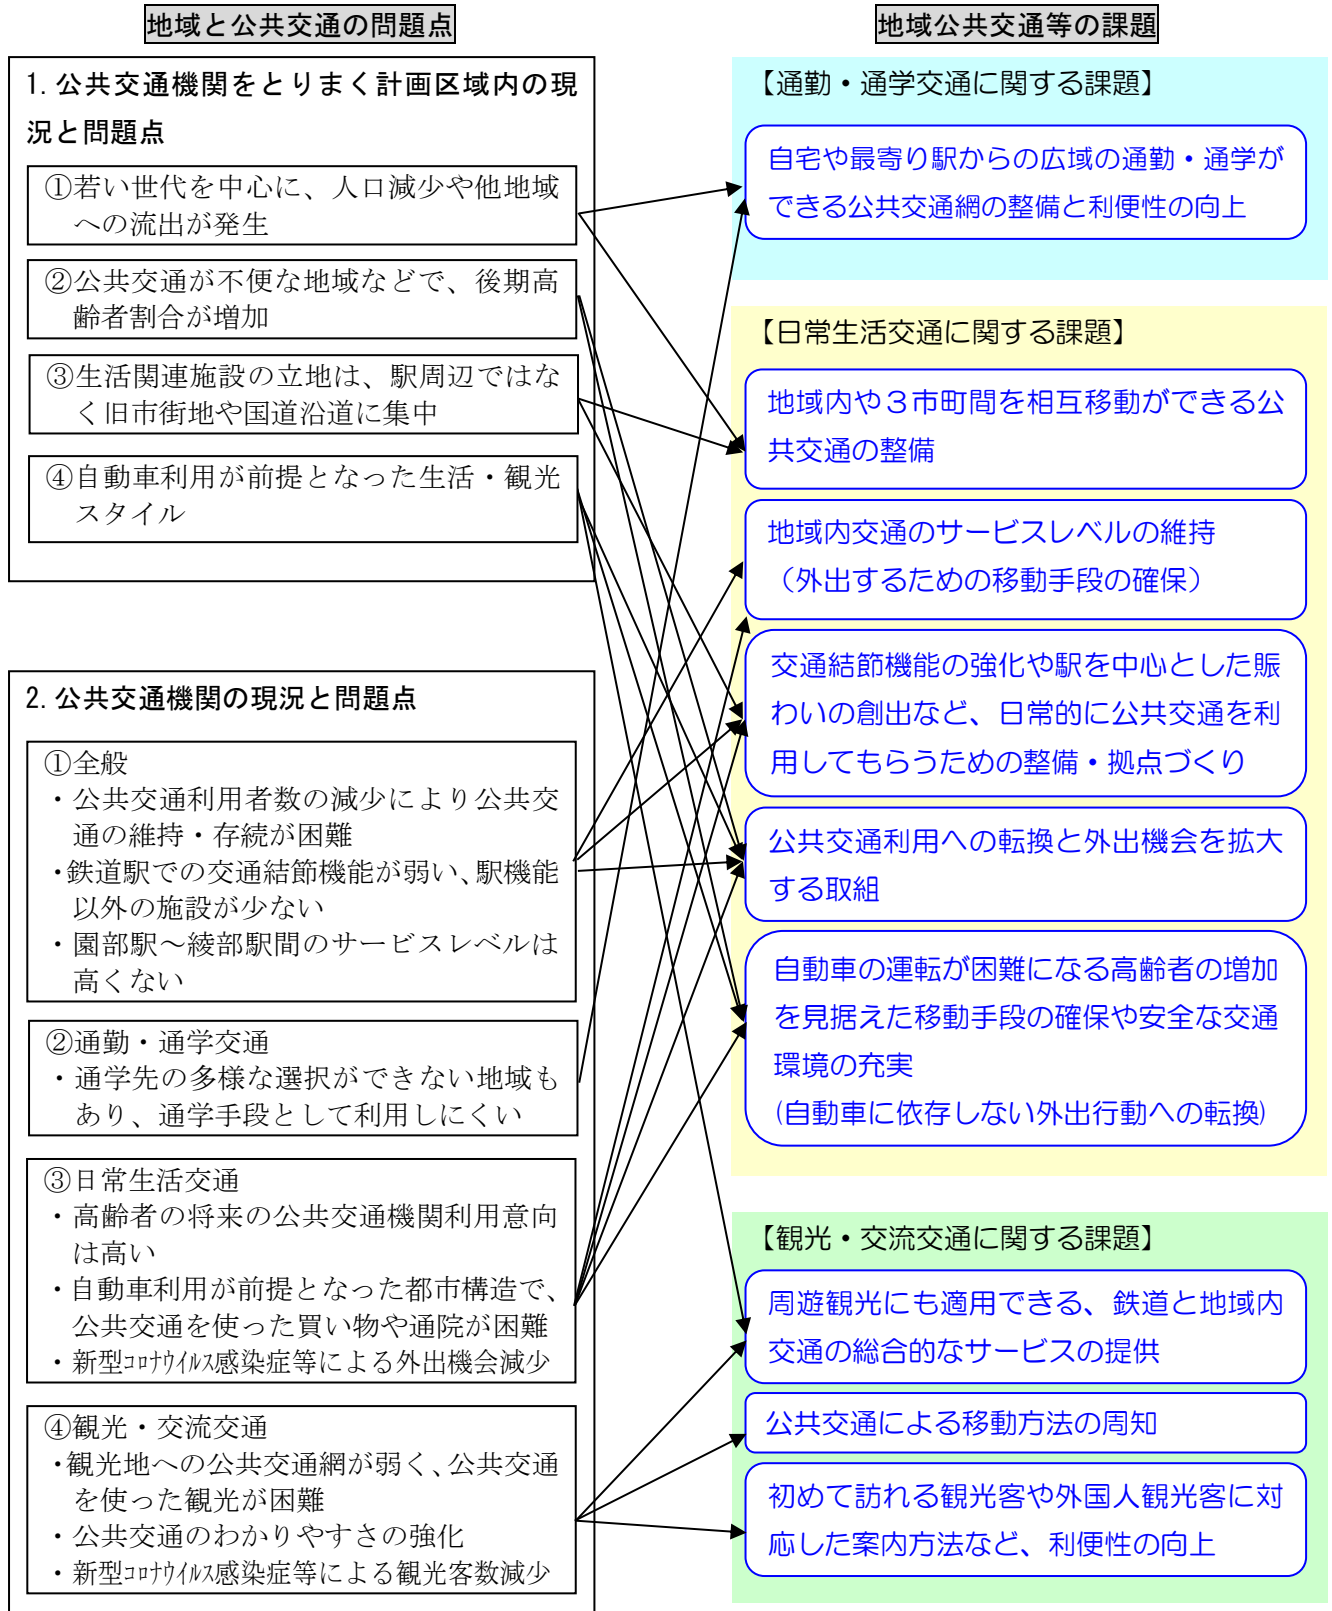 地域と公共交通の問題点
1. 公共交通機関をとりまく計画区域内の現
況と問題点
①若い世代を中心に、人口減少や他地域
への流出が発生
②公共交通が不便な地域などで、後期高
齢者割合が増加
③生活関連施設の立地は、駅周辺ではな
く旧市街地や国道沿道に集中
④自動車利用が前提となった生活・観光
スタイル
2. 公共交通機関の現況と問題点
①全般
・公共交通利用者数の減少により公共交
通の維持・存続が困難
・鉄道駅での交通結節機能が弱い、駅機能
以外の施設が少ない
・園部駅～綾部駅間のサービスレベルは
高くない
②通勤・通学交通
・通学先の多様な選択ができない地域も
あり、通学手段として利用しにくい
③日常生活交通
・高齢者の将来の公共交通機関利用意向
は高い
・自動車利用が前提となった都市構造で、
公共交通を使った買い物や通院が困難
・新型ｺﾛﾅｳｲﾙｽ感染症等による外出機会減少
④観光・交流交通
・観光地への公共交通網が弱く、公共交通
を使った観光が困難
・公共交通のわかりやすさの強化
・新型ｺﾛﾅｳｲﾙｽ感染症等による観光客数減少
地域公共交通等の課題
【通勤・通学交通に関する課題】
自宅や最寄り駅からの広域の通勤・通学が
できる公共交通網の整備と利便性の向上
【日常生活交通に関する課題】
地域内や３市町間を相互移動ができる公
共交通の整備
地域内交通のサービスレベルの維持
（外出するための移動手段の確保）
交通結節機能の強化や駅を中心とした賑
わいの創出など、日常的に公共交通を利
用してもらうための整備・拠点づくり
公共交通利用への転換と外出機会を拡大
する取組
自動車の運転が困難になる高齢者の増加
を見据えた移動手段の確保や安全な交通
環境の充実
(自動車に依存しない外出行動への転換)
【観光・交流交通に関する課題】
周遊観光にも適用できる、鉄道と地域内
交通の総合的なサービスの提供
公共交通による移動方法の周知
初めて訪れる観光客や外国人観光客に対
応した案内方法など、利便性の向上